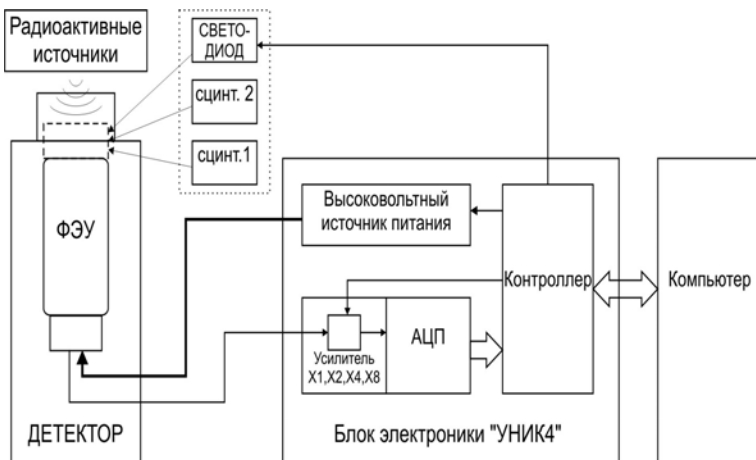 Радиоактивные
источники
СВЕТО-
ДИОД
сцинт. 2
сцинт.1
ФЭУ
Высоковольтный
источник питания
Контроллер
Компьютер
АЦП
Усилитель
X1,X2,X4,X8
ДЕТЕКТОР
Блок электроники "УНИК4"